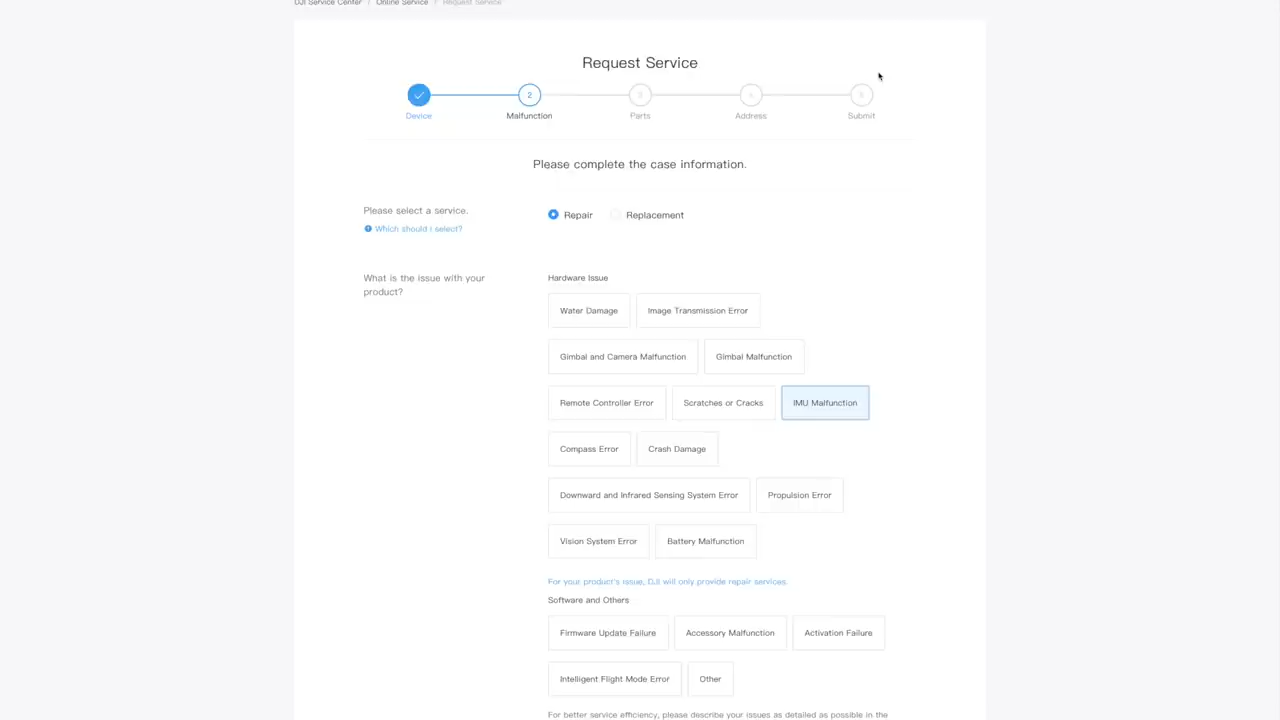 DJI Service Center / Online Service / Request Service
Request Service
2 3 4 5
Device Malfunction Parts Address Submit
Please complete the case information.
Please select a service. Repair Replacement
Which should I select?
What is the issue with your
product?
Hardware Issue
Water Damage Image Transmission Error
Gimbal and Camera Malfunction Gimbal Malfunction
Remote Controller Error Scratches or Cracks IMU Malfunction
Compass Error Crash Damage
Downward and Infrared Sensing System Error Propulsion Error
Vision System Error Battery Malfunction
For your product's issue, DJI will only provide repair services.
Software and Others
Firmware Update Failure Accessory Malfunction Activation Failure
Intelligent Flight Mode Error Other
For better service efficiency, please describe your issues as detailed as possible in the